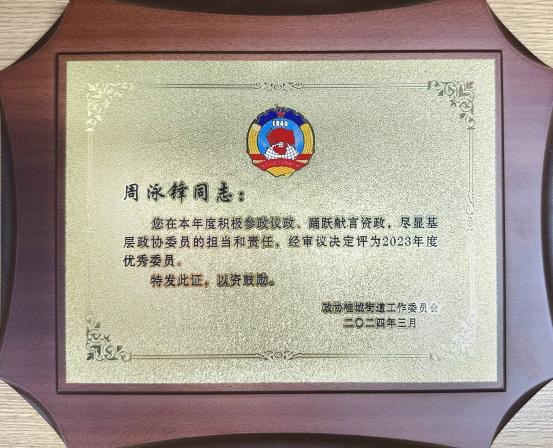 1949
周泳锋同志：
您在本年度积极参政议政、踊跃献言资政，尽显基
层政协委员的担当和责任，经审议决定评为2023年度
优秀委员。
特发此证，以资鼓励。
政协桂城街道工作委员会
二〇二四年三月